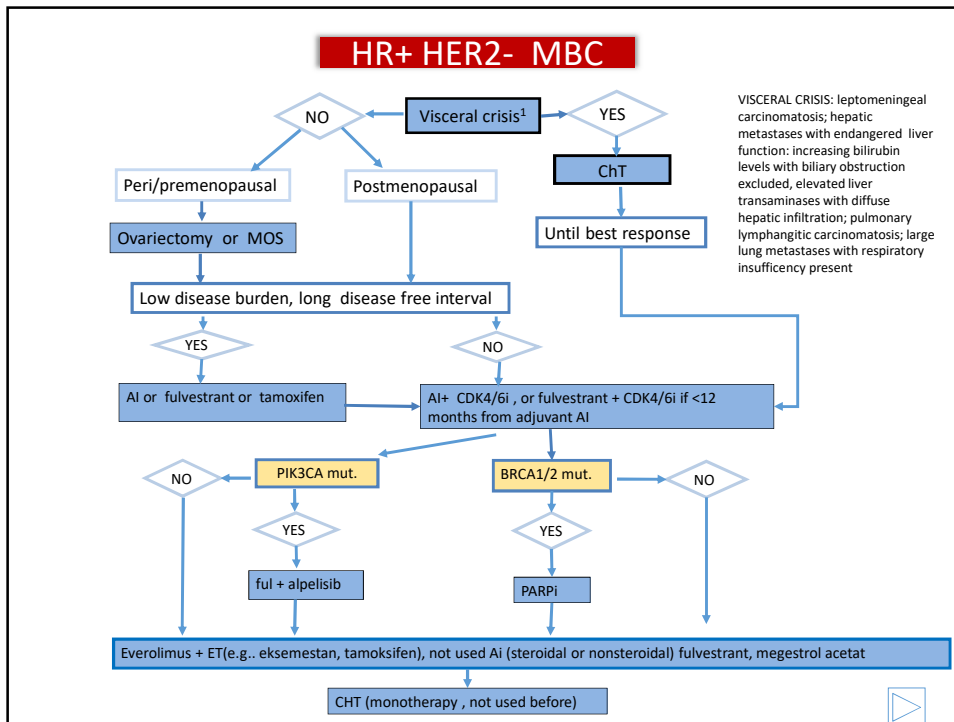 HR+ HER2- MBC
NO
Visceral crisis1
YES
VISCERAL CRISIS: leptomeningeal
carcinomatosis; hepatic
metastases with endangered liver
function: increasing bilirubin
levels with biliary obstruction
excluded, elevated liver
transaminases with diffuse
hepatic infiltration; pulmonary
lymphangitic carcinomatosis; large
lung metastases with respiratory
insufficency present
ChT
Peri/premenopausal
Postmenopausal
Ovariectomy or MOS
Until best response
Low disease burden, long disease free interval
YES
NO
AI or fulvestrant or tamoxifen
AI+ CDK4/6i , or fulvestrant + CDK4/6i if <12
months from adjuvant AI
NO
PIK3CA mut.
BRCA1/2 mut.
NO
YES
YES
ful + alpelisib
PARPi
Everolimus + ET(e.g.. eksemestan, tamoksifen), not used Ai (steroidal or nonsteroidal) fulvestrant, megestrol acetat
CHT (monotherapy , not used before)